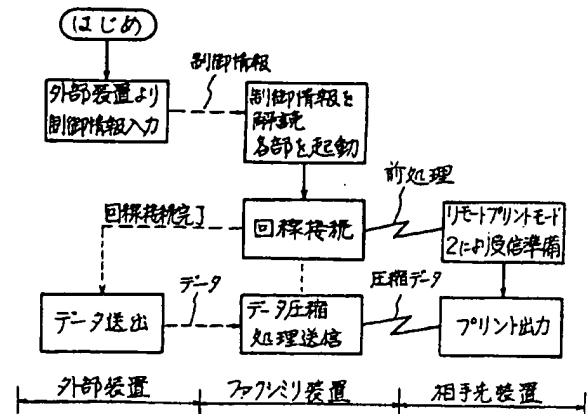 はじめ
制御情報
外部装置より
制御情報入力
制御情報を
解読
各部を起動
前処理
回線接続完了
回線接続
リモートプリントモード
2により受信準備
データ
圧縮データ
データ送出
データ圧縮
処理送信
プリント出力
外部装置
ファクシミリ装置
相手先装置